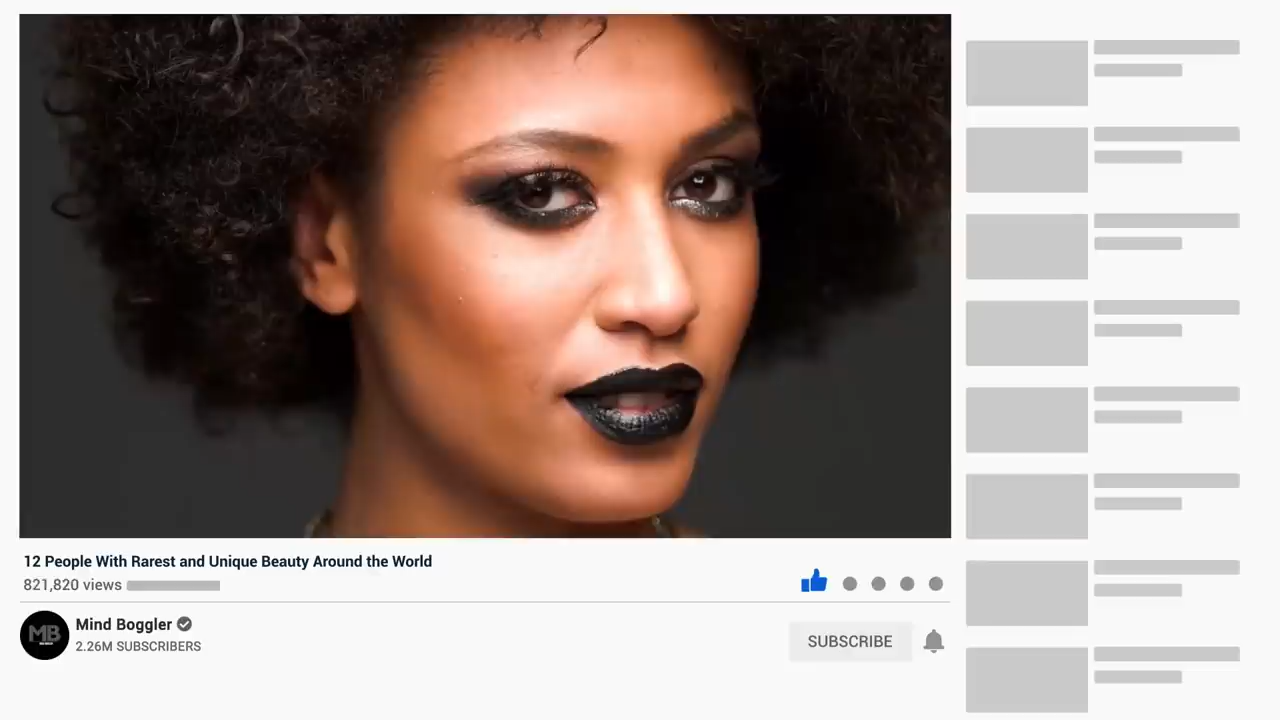 12 People With Rarest and Unique Beauty Around the World
821,820 views
MB
Mind Boggler
2.26M SUBSCRIBERS
SUBSCRIBE